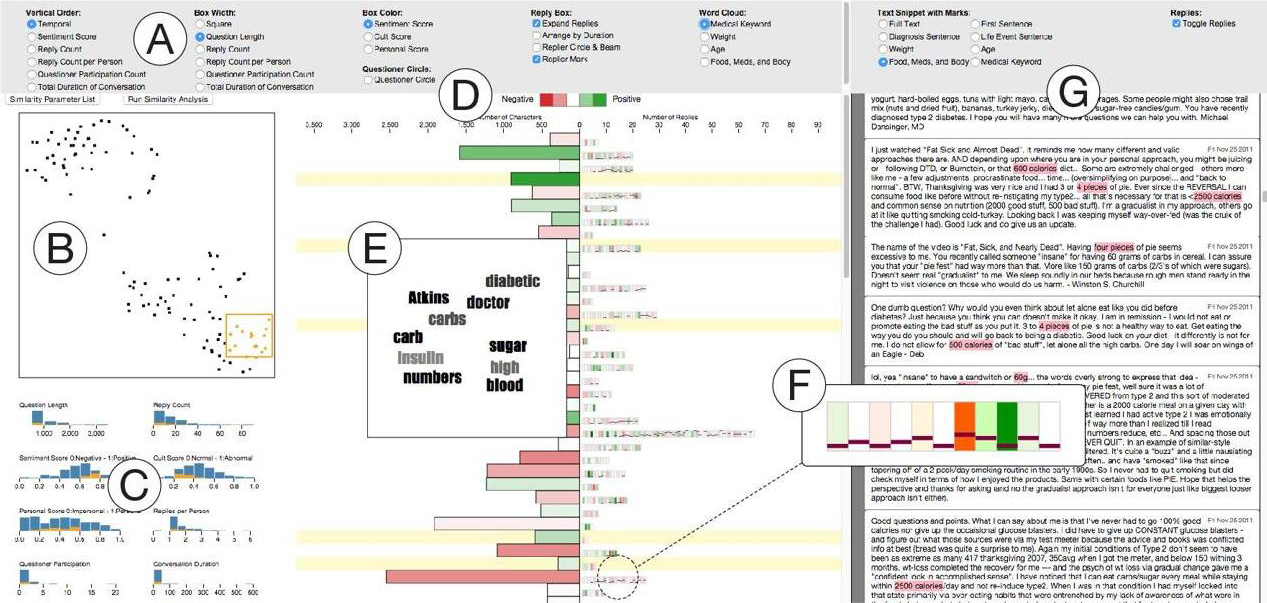 Vertical Order:
Temporal
Sentiment Score
Reply Count
Reply Count per Person
Questioner Participation Count
Total Duration of Conversation
A
Box Width:
Square
Question Length
Reply Count
Reply Count per Person
Questioner Participation Count
Total Duration of Conversation
Box Color:
Sentiment Score
Cult Score
Personal Score
Questioner Circle:
Questioner Circle
Reply Box:
Expand Replies
Arrange by Duration
Replier Circle & Beam
Replier Mark
Word Cloud:
Medical Keyword
Weight
Age
Food, Meds, and Body
Text Snippet with Marks:
Full Text
Diagnosis Sentence
Weight
Food, Meds, and Body
First Sentence
Life Event Sentence
Age
Medical Keyword
Replies:
Toggle Replies
G
Similarity Parameter List
Run Similarity Analysis
B
Question Length
1,000 2,000 3,000
Reply Count
0 20 40 60 80
Sentiment Score 0:Negative - 1:Positive
0.0 0.2 0.4 0.6 0.8
Cult Score 0:Normal - 1:Abnormal
0.2 0.4 0.6 0.8 1.0
C
Personal Score 0:Impersonal - 1:
0.0 0.2 0.4 0.6 0.8 1.0
Replies per Person
0 1 2 3 4 5 6
Questioner Participation
0 5 10 15 20
Conversation Duration
0 100 200 300 400 500 600
D
Negative
Positive
Number of Characters
Number of Replies
3,500 3,000 2,500 2,000 1,500 1,000 500 0 10 20 30 40 50 60 70 80 90
E
diabetic
Atkins
doctor
carbs
carb
sugar
insulin
high
numbers
blood
F
yogurt, hard-boiled eggs, tuna with light mayo, Some people might also chose trail
mix (nuts and dried fruit), bananas, turkey jerky, sugar-free candies/gum. You have recently
diagnosed type 2 diabetes. I hope you will have many questions we can help you with. Michael
Dansinger, MD
Fri Nov 25 2011
I just watched "Fat Sick and Almost Dead". It reminds me how many different and valid
approaches there are. AND depending upon where you are in your personal approach, you might be juicing
or following DTD, or Burnstein, or that 600 calories diet.. Some are extremely challenged others more
like me - a few adjustments, procrastinate food... time... (oversimplifying on purpose)... and "back to
normal". BTW, Thanksgiving was very nice and I had 3 or 4 pieces of pie. Ever since the REVERSAL I can
consume food like before without re-instigating my type2... all that's necessary for that is <2500 calories
and common sense on nutrition (2000 good stuff, 500 bad stuff). I'm a gradualist in my approach, others go
at it like quitting smoking cold-turkey. Looking back I was keeping myself way-over-fed (was the cruix of
the challenge I had). Good luck and do give us an update.
Fri Nov 25 2011
The name of the video is "Fat, Sick, and Nearly Dead". Having four pieces of pie seems
excessive to me. You recently called someone "insane" for having 60 grams of carbs in cereal. I can assure
you that your "pie fest" had way more than that. More like 150 grams of carbs (2/3's of which were sugars).
Doesn't seem real "gradualist" to me. We sleep soundly in our beds because rough men stand ready in the
night to visit violence on those who would do us harm. - Winston S. Churchill
Fri Nov 25 2011
One dumb question? Why would you even think about let alone eat like you did before
diabetes? Just because you think you can doesn't make it okay. I am in remission - I would not eat or
promote eating the bad stuff as you put it. 3 to 4 pieces of pie is not a healthy way to eat. Get eating the
way you do should and will go back to being a diabetic. Good luck on your diet - it differently is not for
me. I do not allow for 500 calories of "bad stuff", let alone all the high carbs. One day I will soar on wings of
an Eagle - Deb
Fri Nov 25 2011
lol, yes "insane" to have a sandwitch or 60g... the words overly strong to express that idea -
my pie fest, well sure it was a lot of
VERED from type 2 and this sort of moderated
her is a 2000 calorie meal on a given day with
st learned I had active type 2 I was emotionally
f way more than I realized till I read
numbers reduce, etc... And spacing those out
VER QUIT. In an example of similar-style
ltered. It's quite a "buzz" and a little nausiating
ften.. and have "smoked" like that since
tapering off of a 2 pack/day smoking routine in the early 1990s. So I never had to quit smoking but did
check myself in terms of how I enjoyed the products. Same with certain foods like PIE. Hope that helps the
perspective and thanks for asking (and no the gradualist approach isn't for everyone just like biggest looser
approach isn't either).
Fri Nov 25 2011
Good questions and points. What I can say about me is that I've never had to go 100% good
calories nor give up the occasional glucose blasters. I did have to give up CONSTANT glucose blasters -
and figure out what those sources were via my test meeter because the advice and books was conflicted
info at best (bread was quite a surprise to me). Again my initial conditions of Type 2 don't seem to have
been as extreme as many 417 thanksgiving 2007, 350avg when I got the meter, and below 150 withing 3
months. wt-loss completed the recovery for me --- and the psych of wt loss via gradual change gave me a
"confident lock in accomplished sense". I have noticed that I can eat carbs/sugar every meal while staying
within 2500 calories/day and not re-induce type2. When I was in that condition I had myself locked into
that state primarily via over eating habits that were entrenched by my lack of awareness of what were in